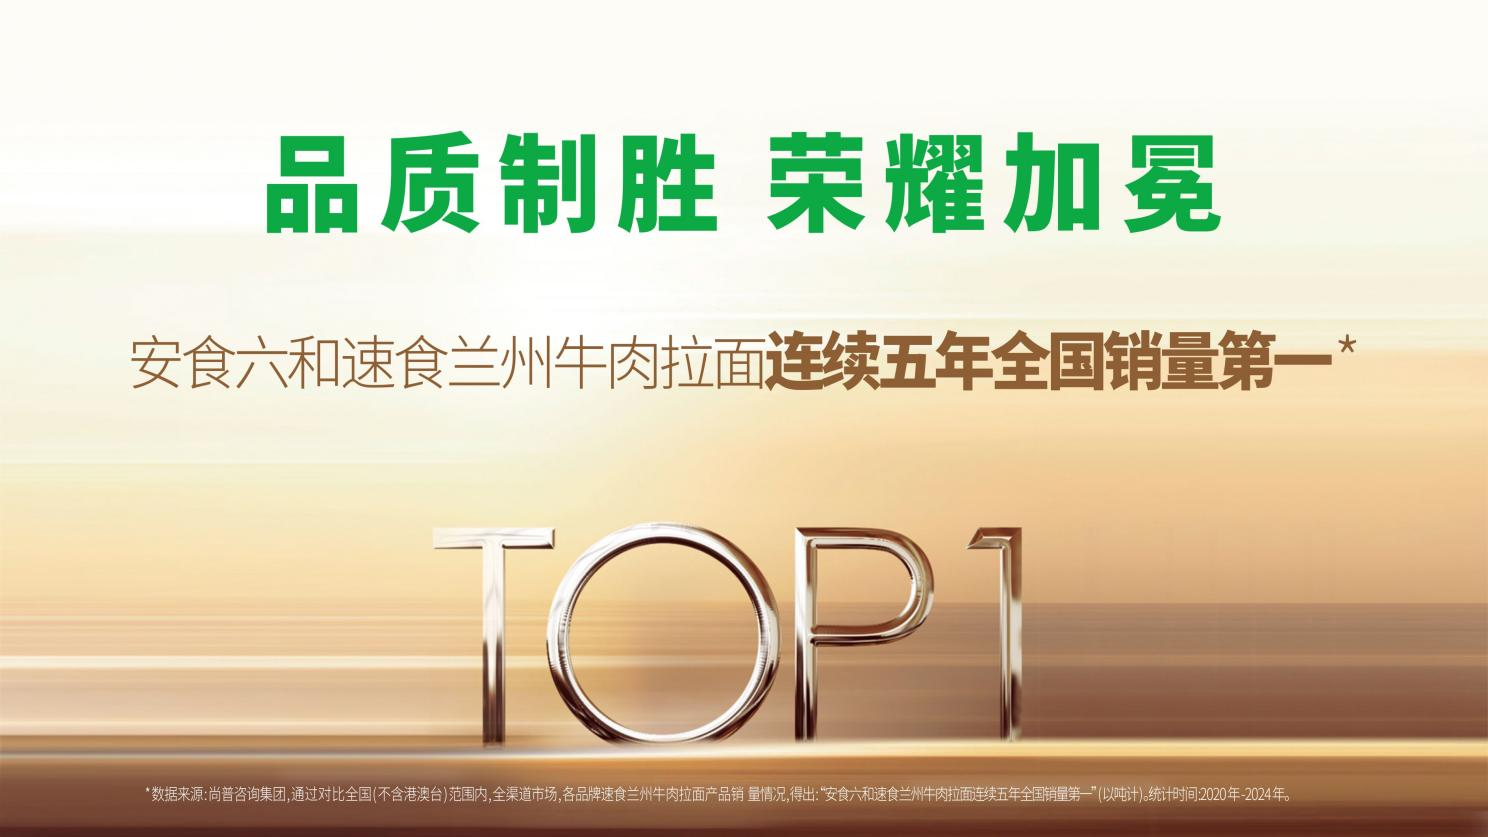 品质制胜 荣耀加冕
安食六和速食兰州牛肉拉面连续五年全国销量第一*
TOP1
*数据来源:尚普咨询集团,通过对比全国(不含港澳台)范围内,全渠道市场,各品牌速食兰州牛肉拉面产品销 量情况,得出:“安食六和速食兰州牛肉拉面连续五年全国销量第一”(以吨计)。统计时间:2020年-2024年。